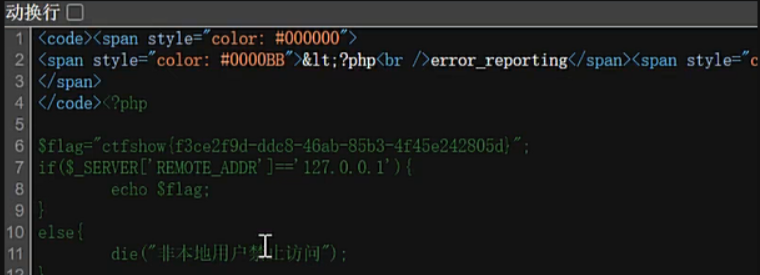 动换行
1 <code><span style="color: #000000">
2 <span style="color: #0000BB">&lt;?php<br />error_reporting</span><span style="c
3 </span>
4 </code><?php
5
6 $flag="ctfshow{f3ce2f9d-ddc8-46ab-85b3-4f45e242805d}";
7 if($_SERVER['REMOTE_ADDR']=='127.0.0.1'){
8 echo $flag;
9 }
10 else{
11 die("非本地用户禁止访问");
12 }